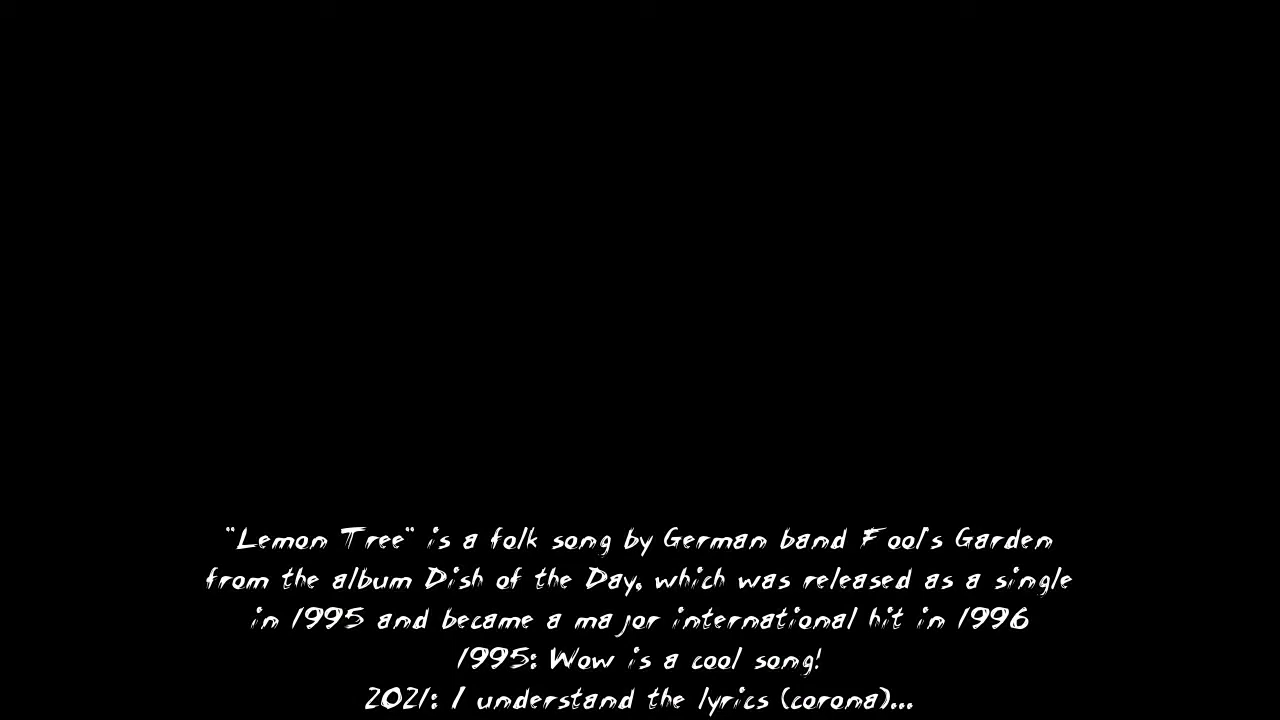 "Lemon Tree" is a folk song by German band Fool's Garden
from the album Dish of the Day, which was released as a single
in 1995 and became a major international hit in 1996
1995: Wow is a cool song!
2021: I understand the lyrics (corona)...